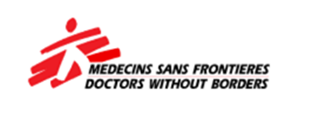 MEDECINS SANS FRONTIERES
DOCTORS WITHOUT BORDERS